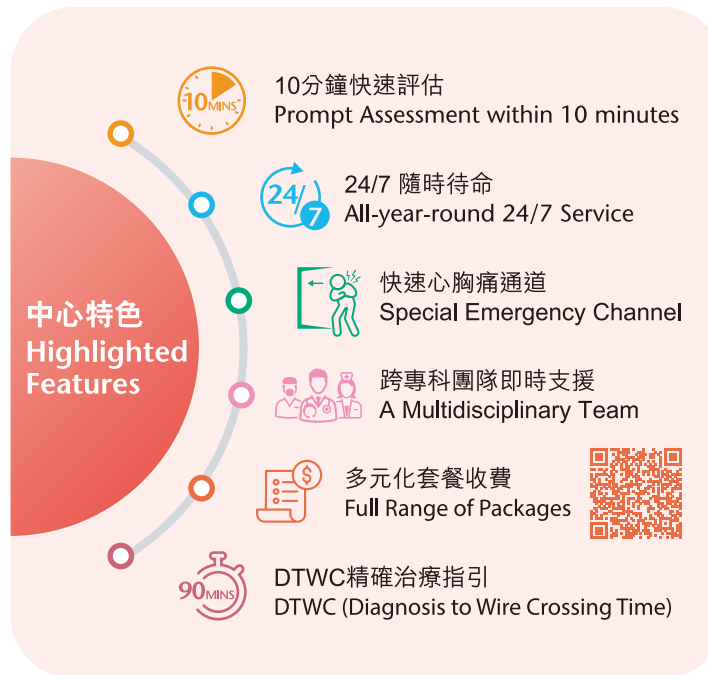 10MINS
10分鐘快速評估
Prompt Assessment within 10 minutes
24/7
24/7 隨時待命
All-year-round 24/7 Service
快速心胸痛通道
Special Emergency Channel
中心特色
Highlighted
Features
跨專科團隊即時支援
A Multidisciplinary Team
$
多元化套餐收費
Full Range of Packages
90MINS
DTWC精確治療指引
DTWC (Diagnosis to Wire Crossing Time)